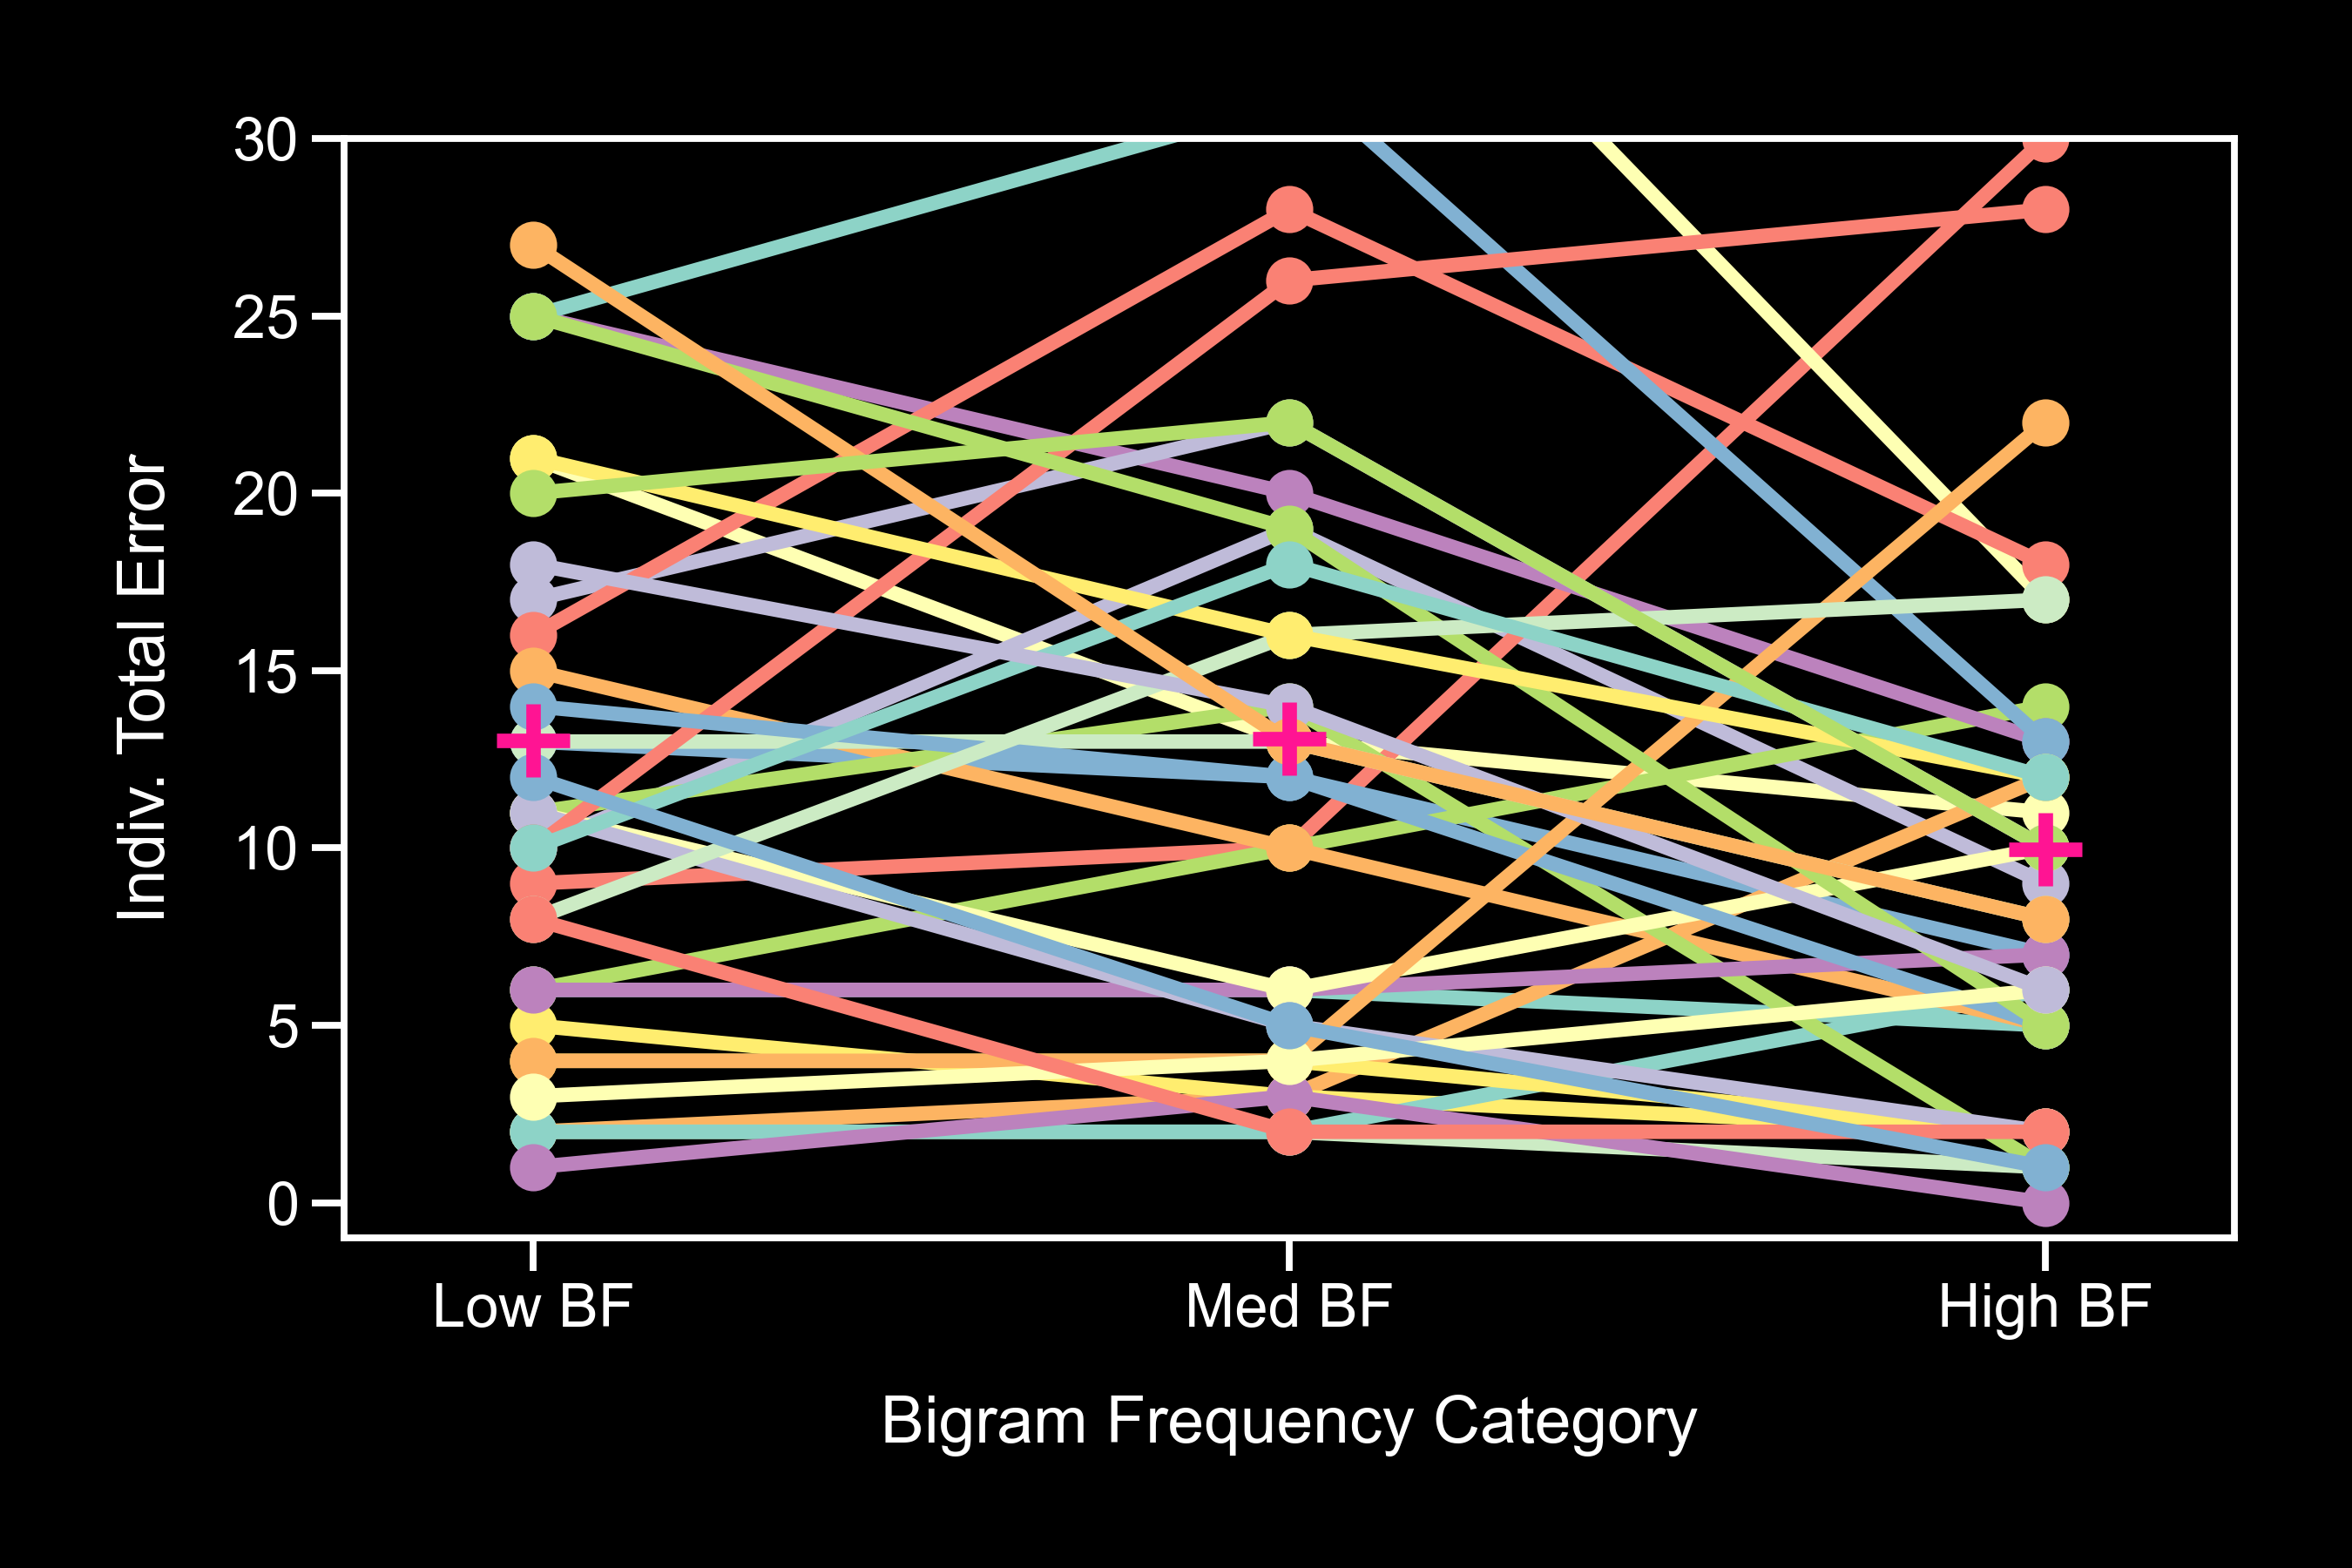 30
25
20
15
10
5
0
Indiv. Total Error
Low BF
Med BF
High BF
Bigram Frequency Category